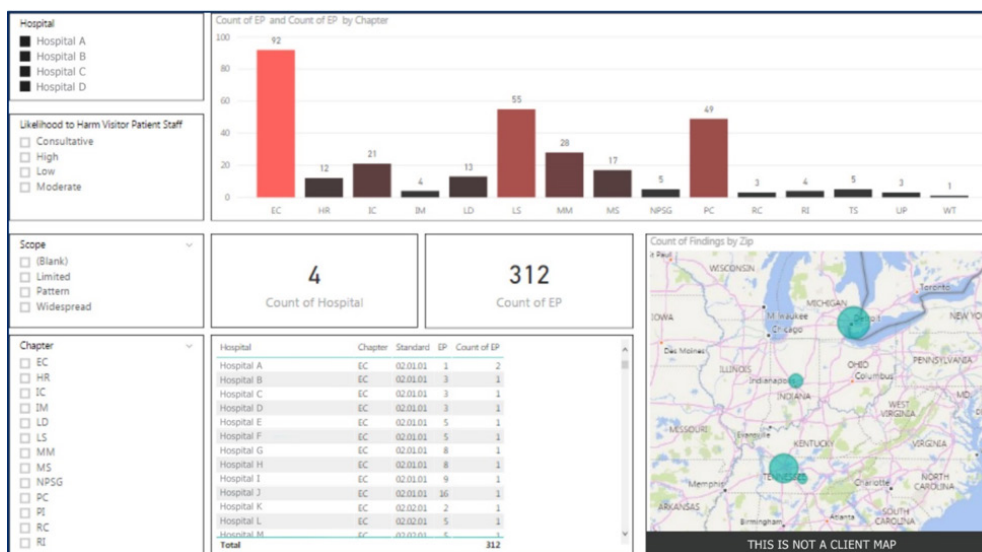 Hospital
Hospital A
Hospital B
Hospital C
Hospital D
Likelihood to Harm Visitor Patient Staff
Consultative
High
Low
Moderate
Count of EP and Count of EP by Chapter
100
80
60
40
20
0
92
12
21
4
13
55
28
17
5
49
3
4
5
3
1
EC HR IC IM LD LS MM MS NPSG PC RC RI TS UP WT
Scope
(Blank)
Limited
Pattern
Widespread
4
Count of Hospital
312
Count of EP
Chapter
EC
HR
IC
IM
LD
LS
MM
MS
NPSG
PC
PI
RC
RI
Hospital Chapter Standard EP Count of EP
Hospital A EC 02.01.01 1 2
Hospital B EC 02.01.01 3 1
Hospital C EC 02.01.01 3 1
Hospital D EC 02.01.01 3 1
Hospital E EC 02.01.01 5 1
Hospital F EC 02.01.01 5 1
Hospital G EC 02.01.01 8 1
Hospital H EC 02.01.01 8 1
Hospital I EC 02.01.01 9 1
Hospital J EC 02.01.01 16 1
Hospital K EC 02.02.01 2 1
Hospital L EC 02.02.01 5 1
Hospital M EC 02.02.01 5 1
Total 312
Count of Findings by Zip
t Paul
WISCONSIN
Toronto
MICHIGAN
IOWA
Milwaukee
Detroit
NEW YO
Chicago
Des Moines
PENNSYLVANIA
ILLINOIS
OHIO
Indianapolis
Columbus
INDIANA
MD.
WEST
VIRGINIA
MISSOURI
Evansville
KENTUCKY
VIRGINIA
TENNESSEE
NORTH
CAROLINA
Memphis
Charlotte
ARKANSAS
SOUTH
CAROLINA
Atlanta
Birmingham
THIS IS NOT A CLIENT MAP